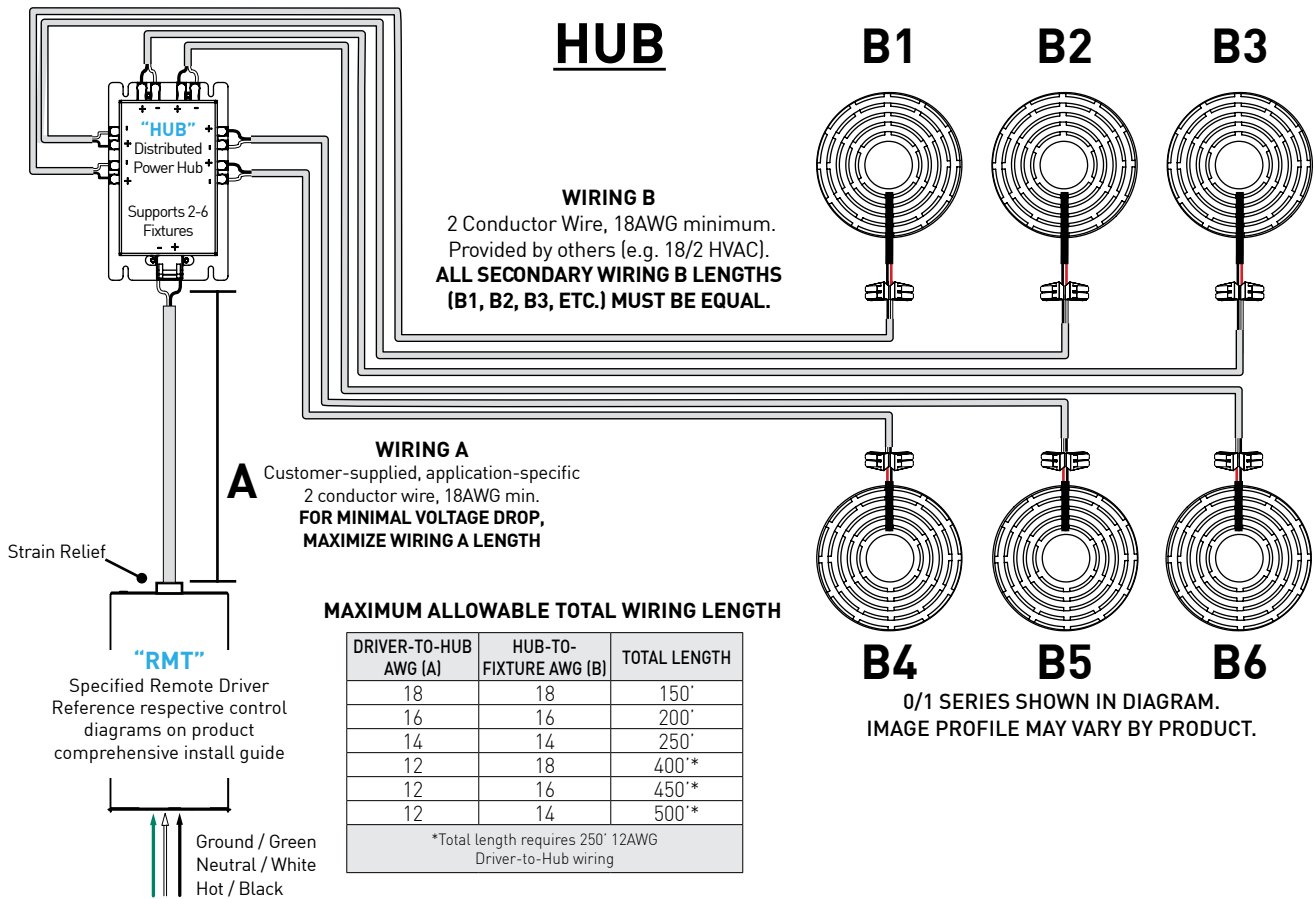 HUB
B1
B2
B3
+ - + -
"HUB"
Distributed
Power Hub
Supports 2-6
Fixtures
- +
-
+
-
+
+
-
+
-
WIRING B
2 Conductor Wire, 18AWG minimum.
Provided by others (e.g. 18/2 HVAC).
ALL SECONDARY WIRING B LENGTHS
(B1, B2, B3, ETC.) MUST BE EQUAL.
A
WIRING A
Customer-supplied, application-specific
2 conductor wire, 18AWG min.
FOR MINIMAL VOLTAGE DROP,
MAXIMIZE WIRING A LENGTH
Strain Relief
"RMT"
Specified Remote Driver
Reference respective control
diagrams on product
comprehensive install guide
Ground / Green
Neutral / White
Hot / Black
MAXIMUM ALLOWABLE TOTAL WIRING LENGTH
DRIVER-TO-HUB AWG (A) HUB-TO-FIXTURE AWG (B) TOTAL LENGTH
18 18 150'
16 16 200'
14 14 250'
12 18 400'*
12 16 450'*
12 14 500'*
*Total length requires 250' 12AWG
Driver-to-Hub wiring
B4
B5
B6
0/1 SERIES SHOWN IN DIAGRAM.
IMAGE PROFILE MAY VARY BY PRODUCT.